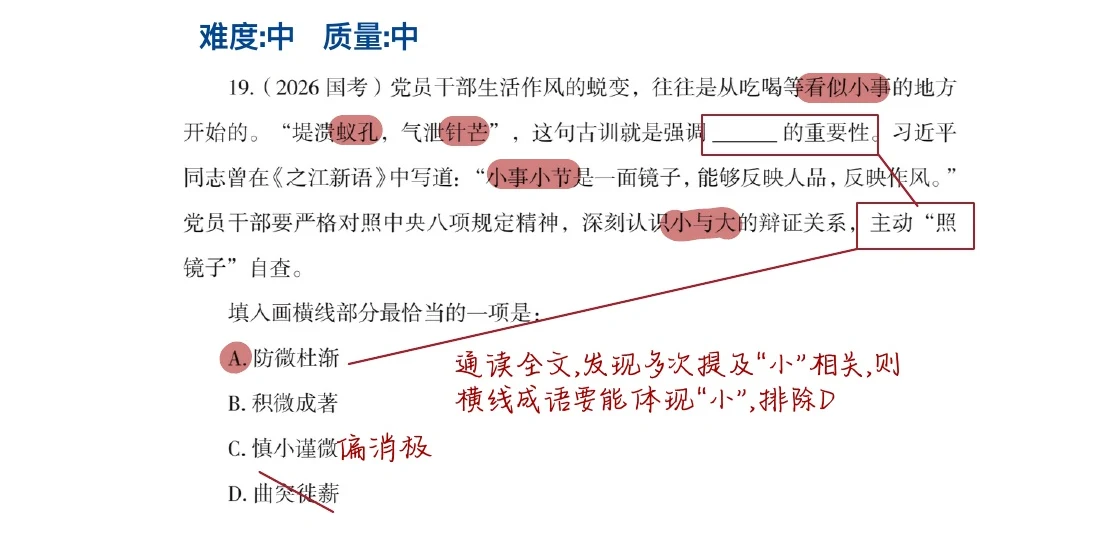 难度:中　质量:中
19.（2026 国考）党员干部生活作风的蜕变，往往是从吃喝等看似小事的地方
开始的。“堤溃蚁孔，气泄针芒”，这句古训就是强调______的重要性。习近平
同志曾在《之江新语》中写道：“小事小节是一面镜子，能够反映人品，反映作风。”
党员干部要严格对照中央八项规定精神，深刻认识小与大的辩证关系，主动“照
镜子”自查。
填入画横线部分最恰当的一项是：
A. 防微杜渐
通读全文,发现多次提及“小”相关,则
横线成语要能体现“小”,排除D
B. 积微成著
C. 慎小谨微偏消极
D. 曲突徙薪